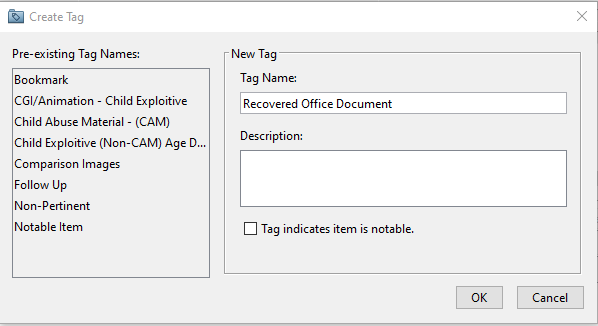 Create Tag
Pre-existing Tag Names:
Bookmark
CGI/Animation - Child Exploitive
Child Abuse Material - (CAM)
Child Exploitive (Non-CAM) Age D...
Comparison Images
Follow Up
Non-Pertinent
Notable Item
New Tag
Tag Name:
Recovered Office Document
Description:
Tag indicates item is notable.
OK Cancel